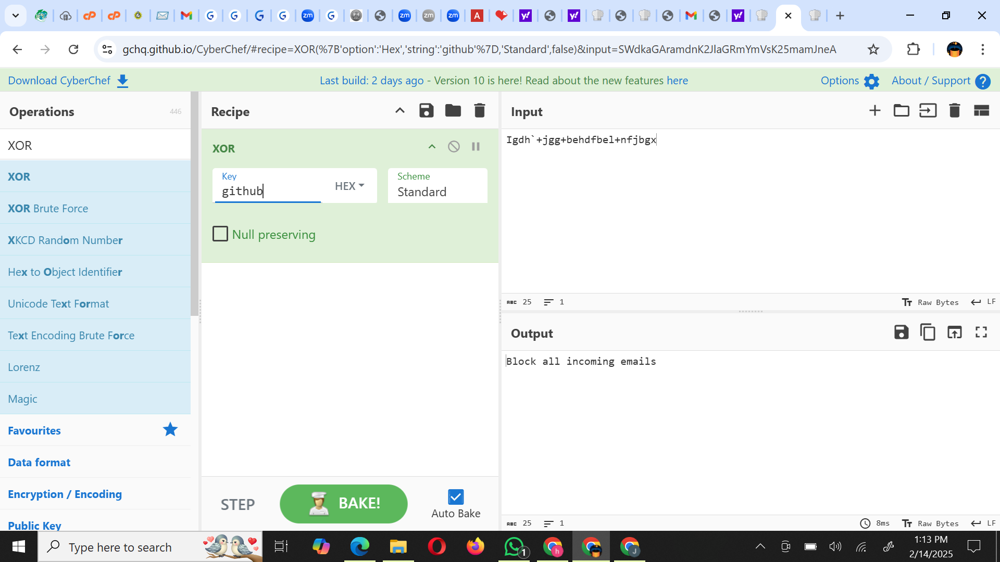 gchq.github.io/CyberChef/#recipe=XOR(%7B'option':'Hex','string':'github'%7D,'Standard',false)&input=SWdkaGAramdnK2JlaGRmYmVsK25mamJneA
Download CyberChef
Last build: 2 days ago - Version 10 is here! Read about the new features here
Options
About / Support
Operations
446
XOR
XOR
XOR Brute Force
XKCD Random Number
Hex to Object Identifier
Unicode Text Format
Text Encoding Brute Force
Lorenz
Magic
Favourites
Data format
Encryption / Encoding
Public Key
Recipe
XOR
Key
github
HEX
Scheme
Standard
Null preserving
STEP
BAKE!
Auto Bake
Input
Igdh`+jgg+behdfbel+nfjbgx
ABC 25 1
Raw Bytes LF
Output
Block all incoming emails
ABC 25 1
8ms Raw Bytes LF
Type here to search
1
1:13 PM
2/14/2025